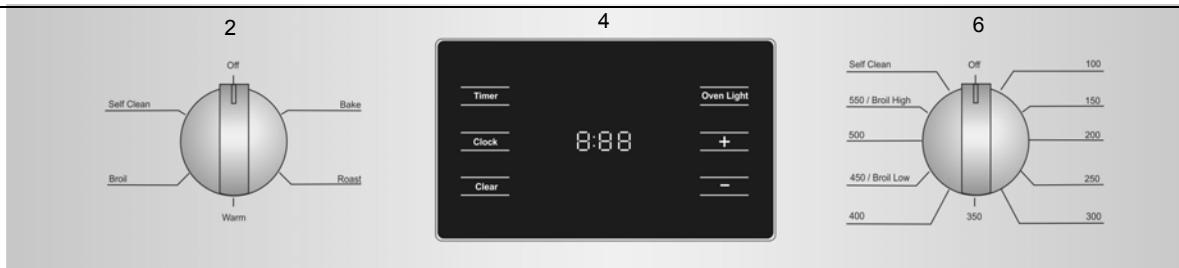 2
Off
Self Clean
Bake
Broil
Roast
Warm
4
Timer
Oven Light
Clock
8:88
+
Clear
−
6
Self Clean
Off
100
550 / Broil High
150
500
200
450 / Broil Low
250
400
350
300